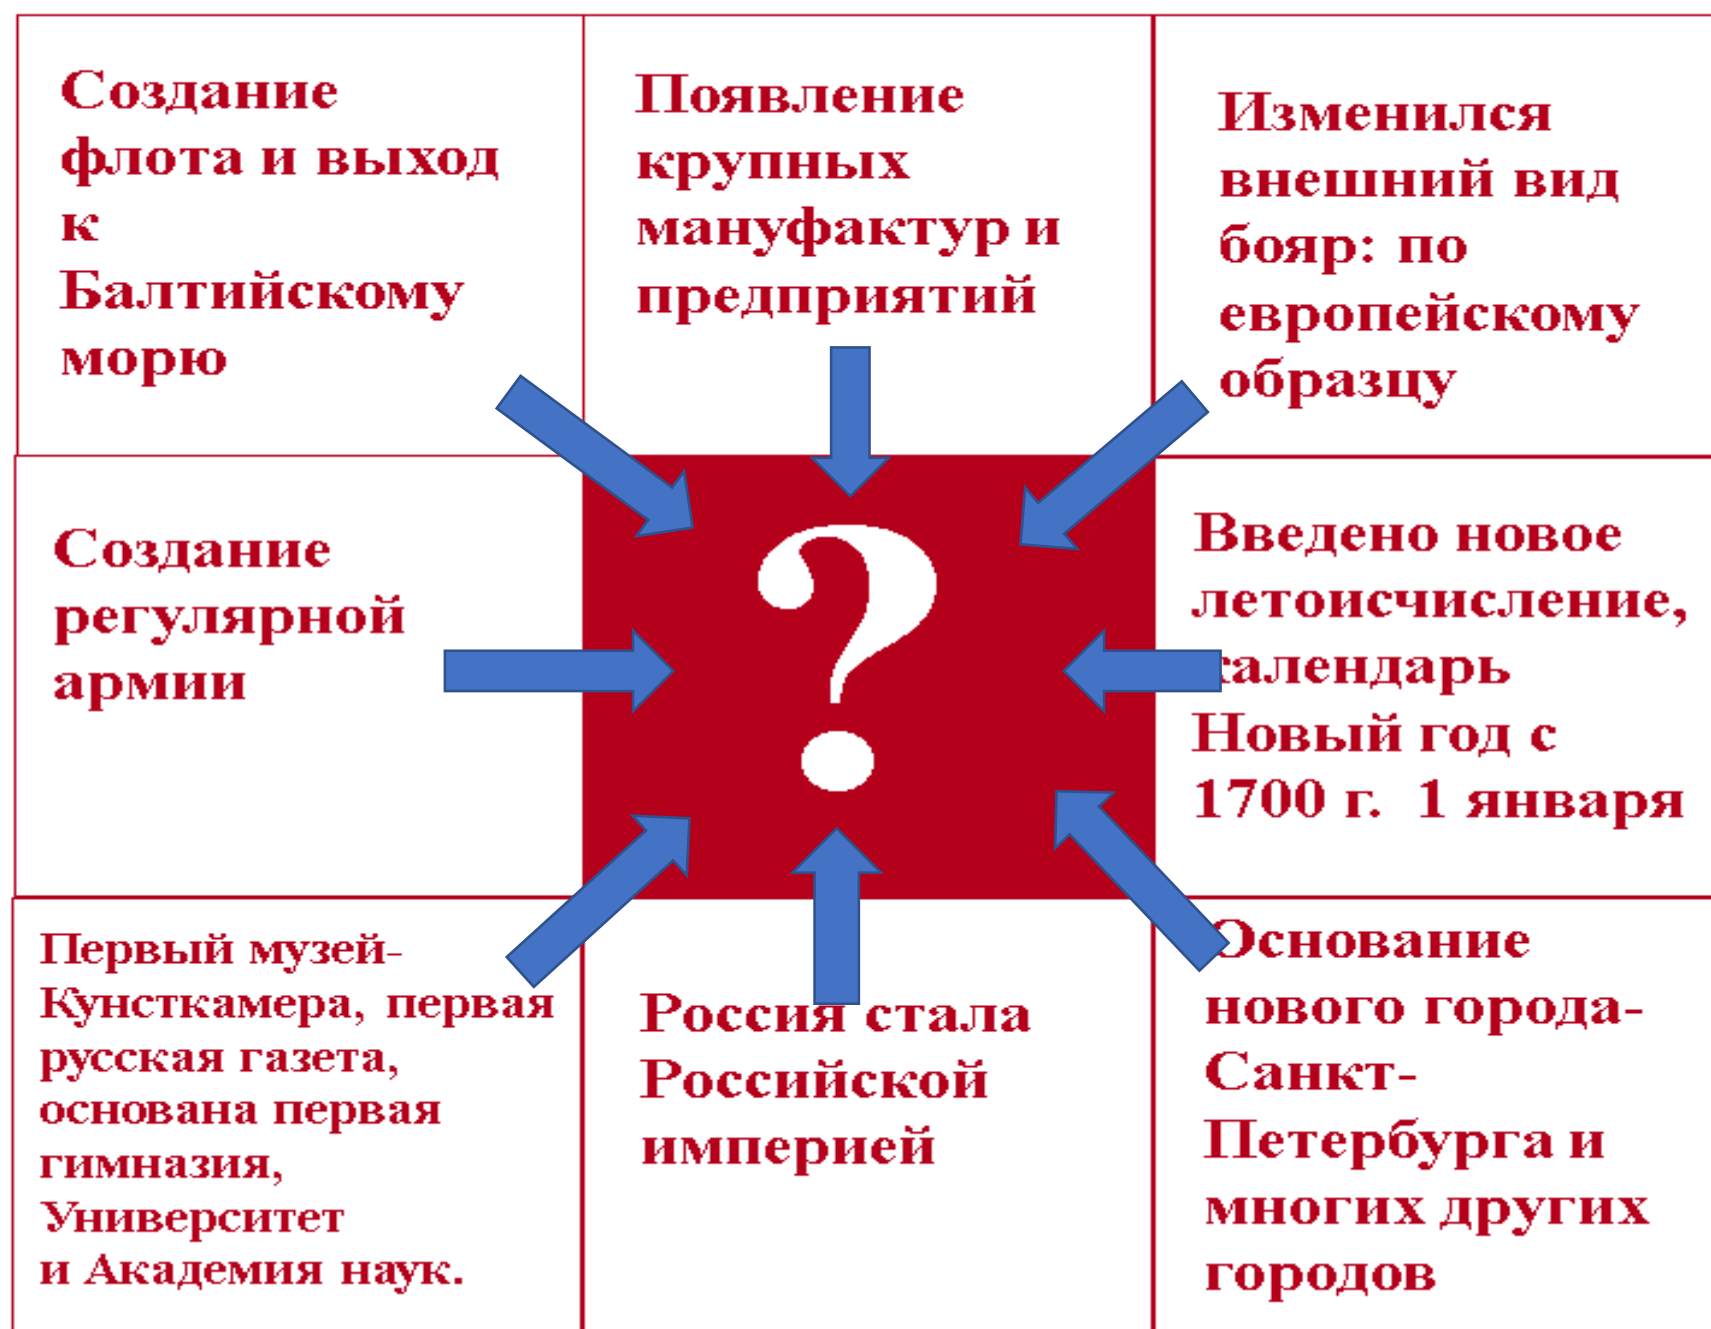 Создание
флота и выход
к
Балтийскому
морю
Появление
крупных
мануфактур и
предприятий
Изменился
внешний вид
бояр: по
европейскому
образцу
Создание
регулярной
армии
?
Введено новое
летоисчисление,
календарь
Новый год с
1700 г. 1 января
Первый музей-
Кунсткамера, первая
русская газета,
основана первая
гимназия,
Университет
и Академия наук.
Россия стала
Российской
империей
Основание
нового города-
Санкт-
Петербурга и
многих других
городов